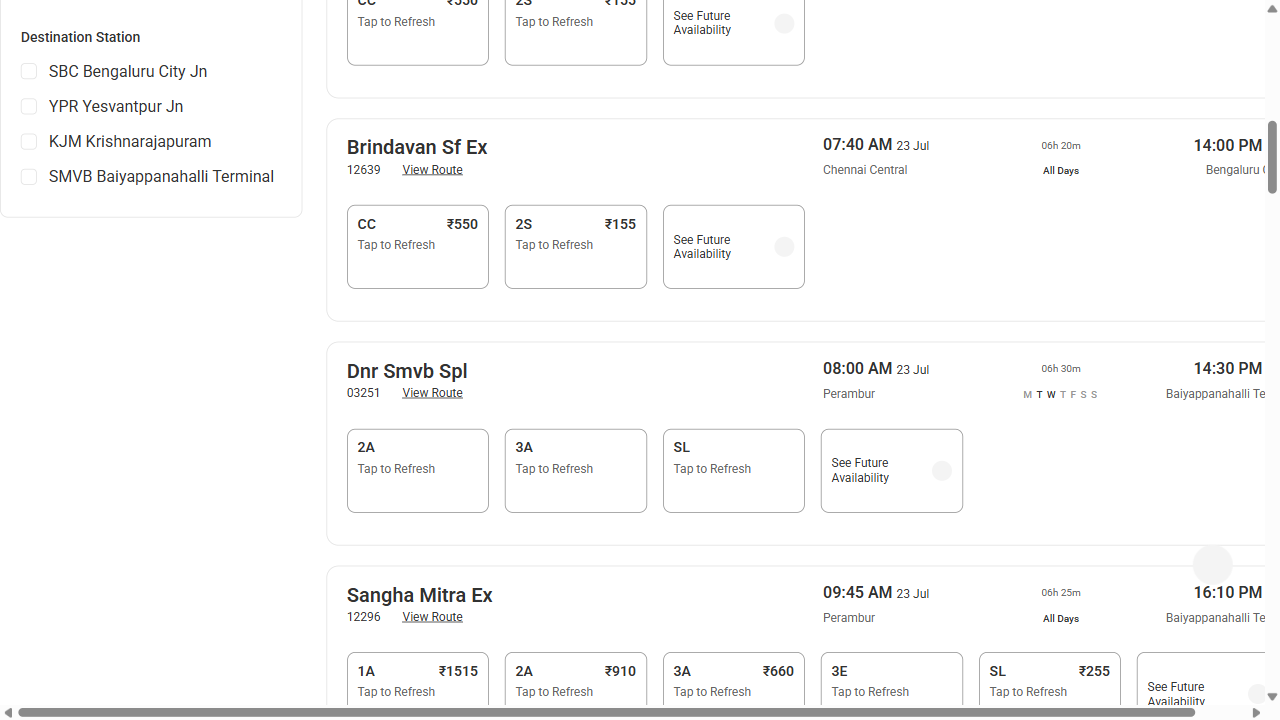 Destination Station
SBC Bengaluru City Jn
YPR Yesvantpur Jn
KJM Krishnarajapuram
SMVB Baiyappanahalli Terminal
CC ₹550
Tap to Refresh
2S ₹155
Tap to Refresh
See Future
Availability
Brindavan Sf Ex
12639 View Route
07:40 AM 23 Jul
Chennai Central
06h 20m
All Days
14:00 PM
Bengaluru
CC ₹550
Tap to Refresh
2S ₹155
Tap to Refresh
See Future
Availability
Dnr Smvb Spl
03251 View Route
08:00 AM 23 Jul
Perambur
06h 30m
M T W T F S S
14:30 PM
Baiyappanahalli Te
2A
Tap to Refresh
3A
Tap to Refresh
SL
Tap to Refresh
See Future
Availability
Sangha Mitra Ex
12296 View Route
09:45 AM 23 Jul
Perambur
06h 25m
All Days
16:10 PM
Baiyappanahalli Te
1A ₹1515
Tap to Refresh
2A ₹910
Tap to Refresh
3A ₹660
Tap to Refresh
3E
Tap to Refresh
SL ₹255
Tap to Refresh
See Future
Availability